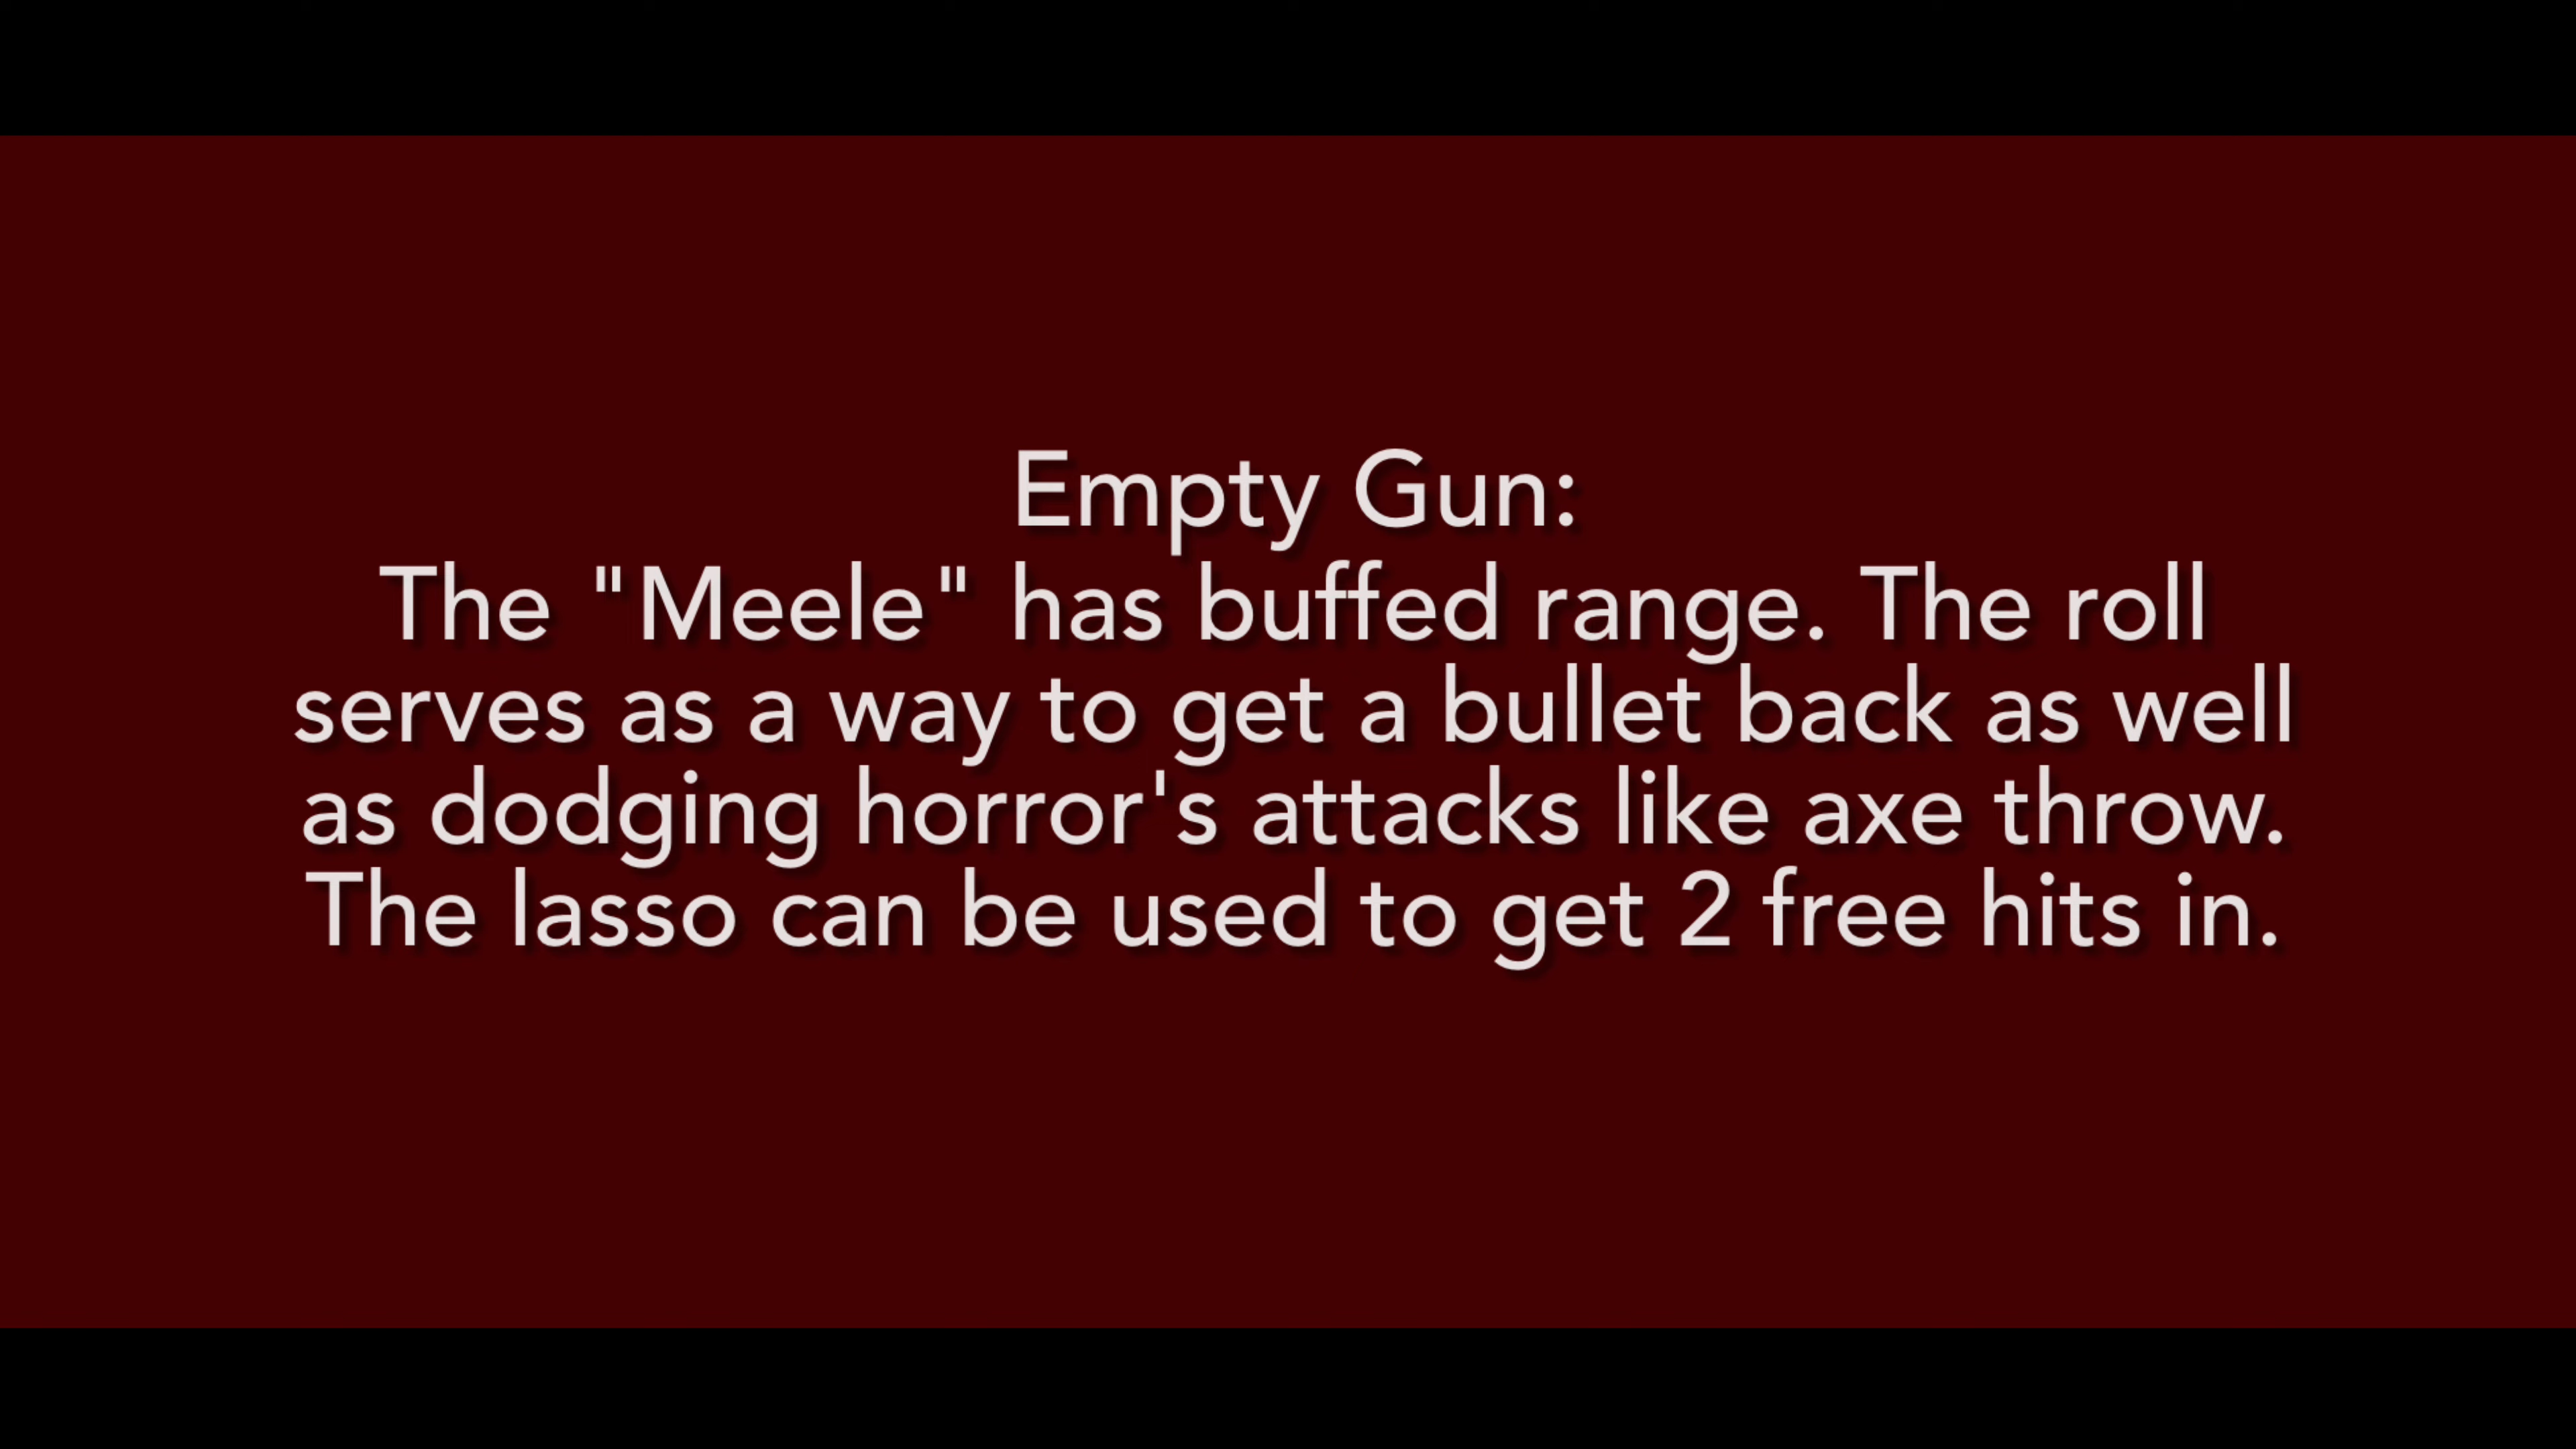 Empty Gun:
The "Meele" has buffed range. The roll
serves as a way to get a bullet back as well
as dodging horror's attacks like axe throw.
The lasso can be used to get 2 free hits in.